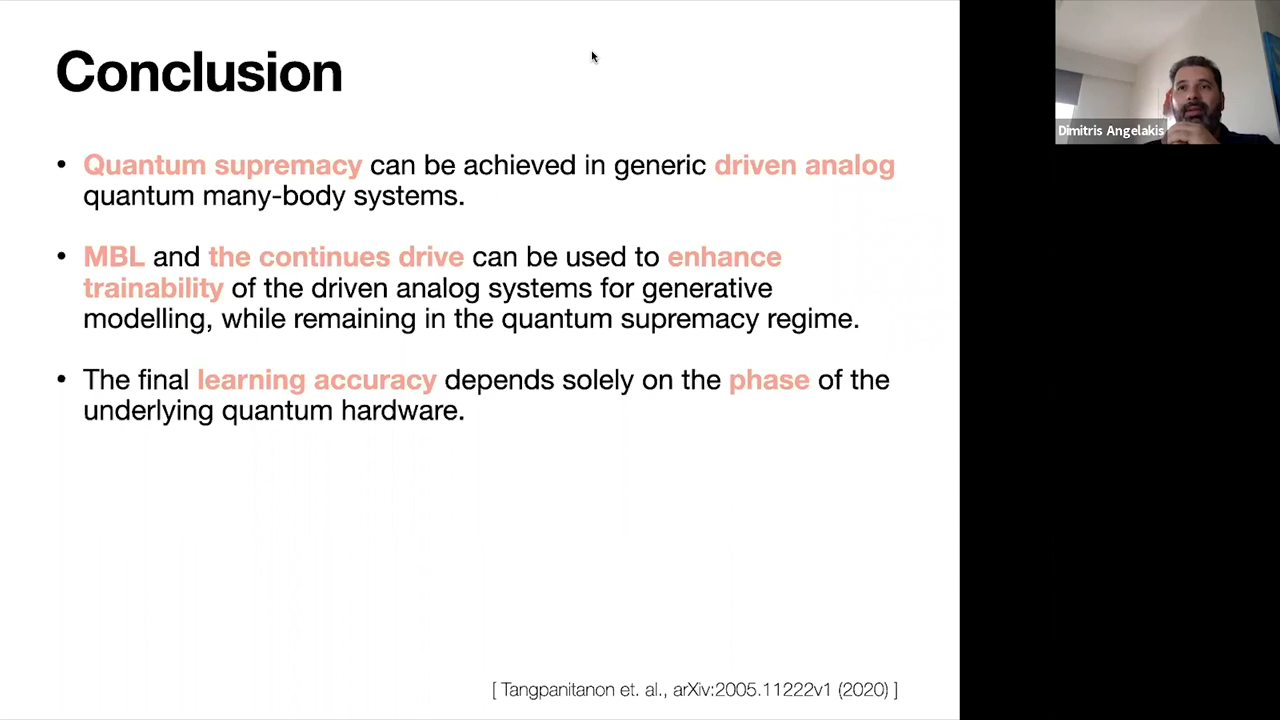 Conclusion
• Quantum supremacy can be achieved in generic driven analog
quantum many-body systems.
• MBL and the continues drive can be used to enhance
trainability of the driven analog systems for generative
modelling, while remaining in the quantum supremacy regime.
• The final learning accuracy depends solely on the phase of the
underlying quantum hardware.
[ Tangpanitanon et. al., arXiv:2005.11222v1 (2020) ]
Dimitris Angelakis